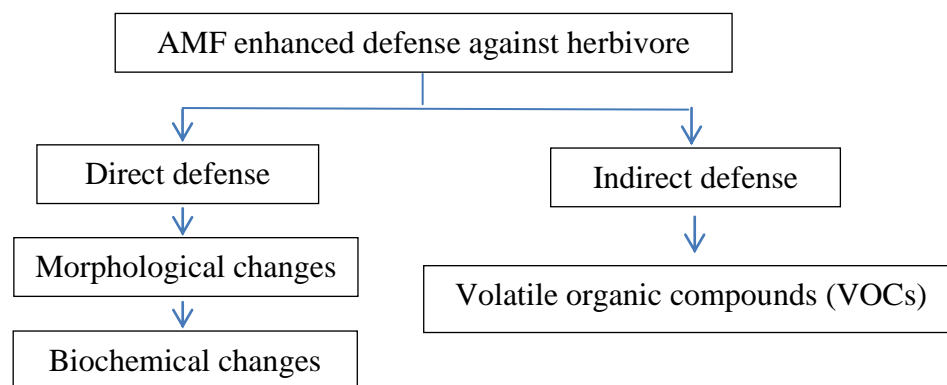 AMF enhanced defense against herbivore
Direct defense
Indirect defense
Morphological changes
Volatile organic compounds (VOCs)
Biochemical changes